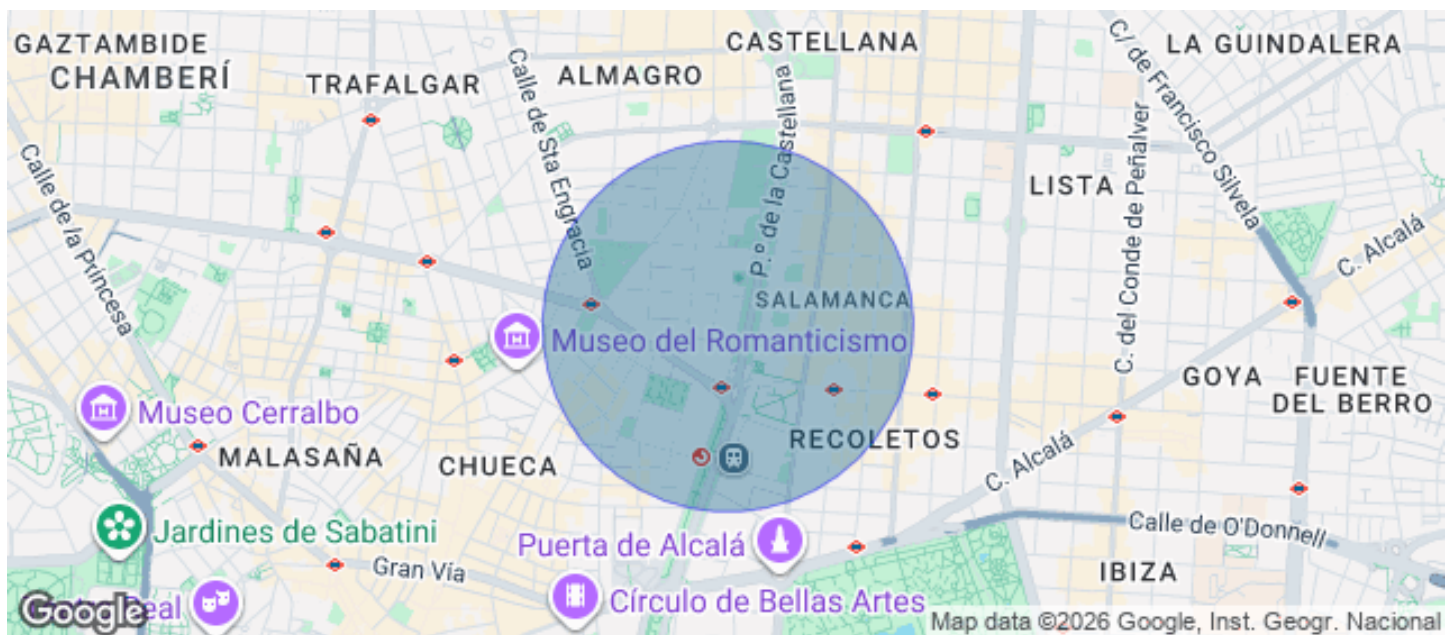 GAZTAMBIDE
CHAMBERÍ
TRAFALGAR
Calle de Sta Engracia
ALMAGRO
CASTELLANA
P.º de la Castellana
C/ de Francisco Silvela
LA GUINDALERA
Calle de la Princesa
LISTA
C. del Conde de Peñalver
C. Alcalá
SALAMANCA
Museo del Romanticismo
Museo Cerralbo
MALASAÑA
CHUECA
RECOLETOS
GOYA
FUENTE
DEL BERRO
C. Alcalá
Jardines de Sabatini
Puerta de Alcalá
Calle de O'Donnell
Gran Vía
IBIZA
Real
Círculo de Bellas Artes
Google
Map data ©2026 Google, Inst. Geogr. Nacional